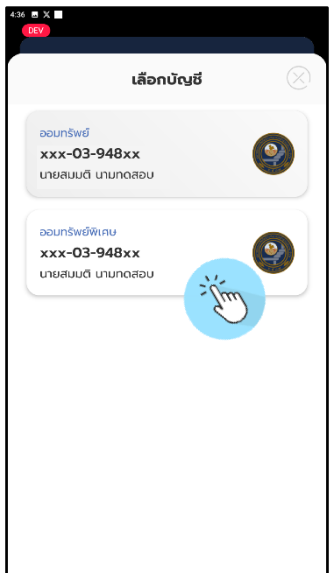 4:36
DEV
เลือกบัญชี
ออมทรัพย์
xxx-03-948xx
นายสมมติ นามทดสอบ
ออมทรัพย์พิเศษ
xxx-03-948xx
นายสมมติ นามทดสอบ